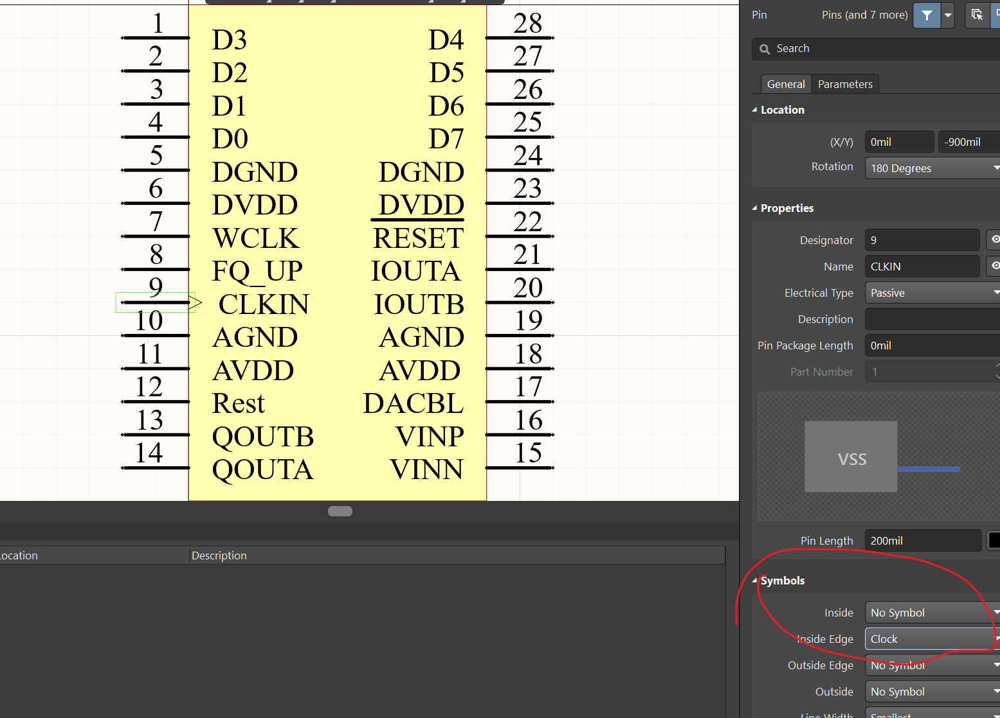 Pin Pins (and 7 more)
Search
General Parameters
Location
(X/Y) 0mil -900mil
Rotation 180 Degrees
Properties
Designator 9
Name CLKIN
Electrical Type Passive
Description
Pin Package Length 0mil
Part Number 1
VSS
Pin Length 200mil
Symbols
Inside No Symbol
Inside Edge Clock
Outside Edge No Symbol
Outside No Symbol
Line Width Smallest
1 D3 D4 28
2 D2 D5 27
3 D1 D6 26
4 D0 D7 25
5 DGND DGND 24
6 DVDD DVDD 23
7 WCLK RESET 22
8 FQ_UP IOUTA 21
9 CLKIN IOUTB 20
10 AGND AGND 19
11 AVDD AVDD 18
12 Rest DACBL 17
13 QOUTB VINP 16
14 QOUTA VINN 15
Location Description